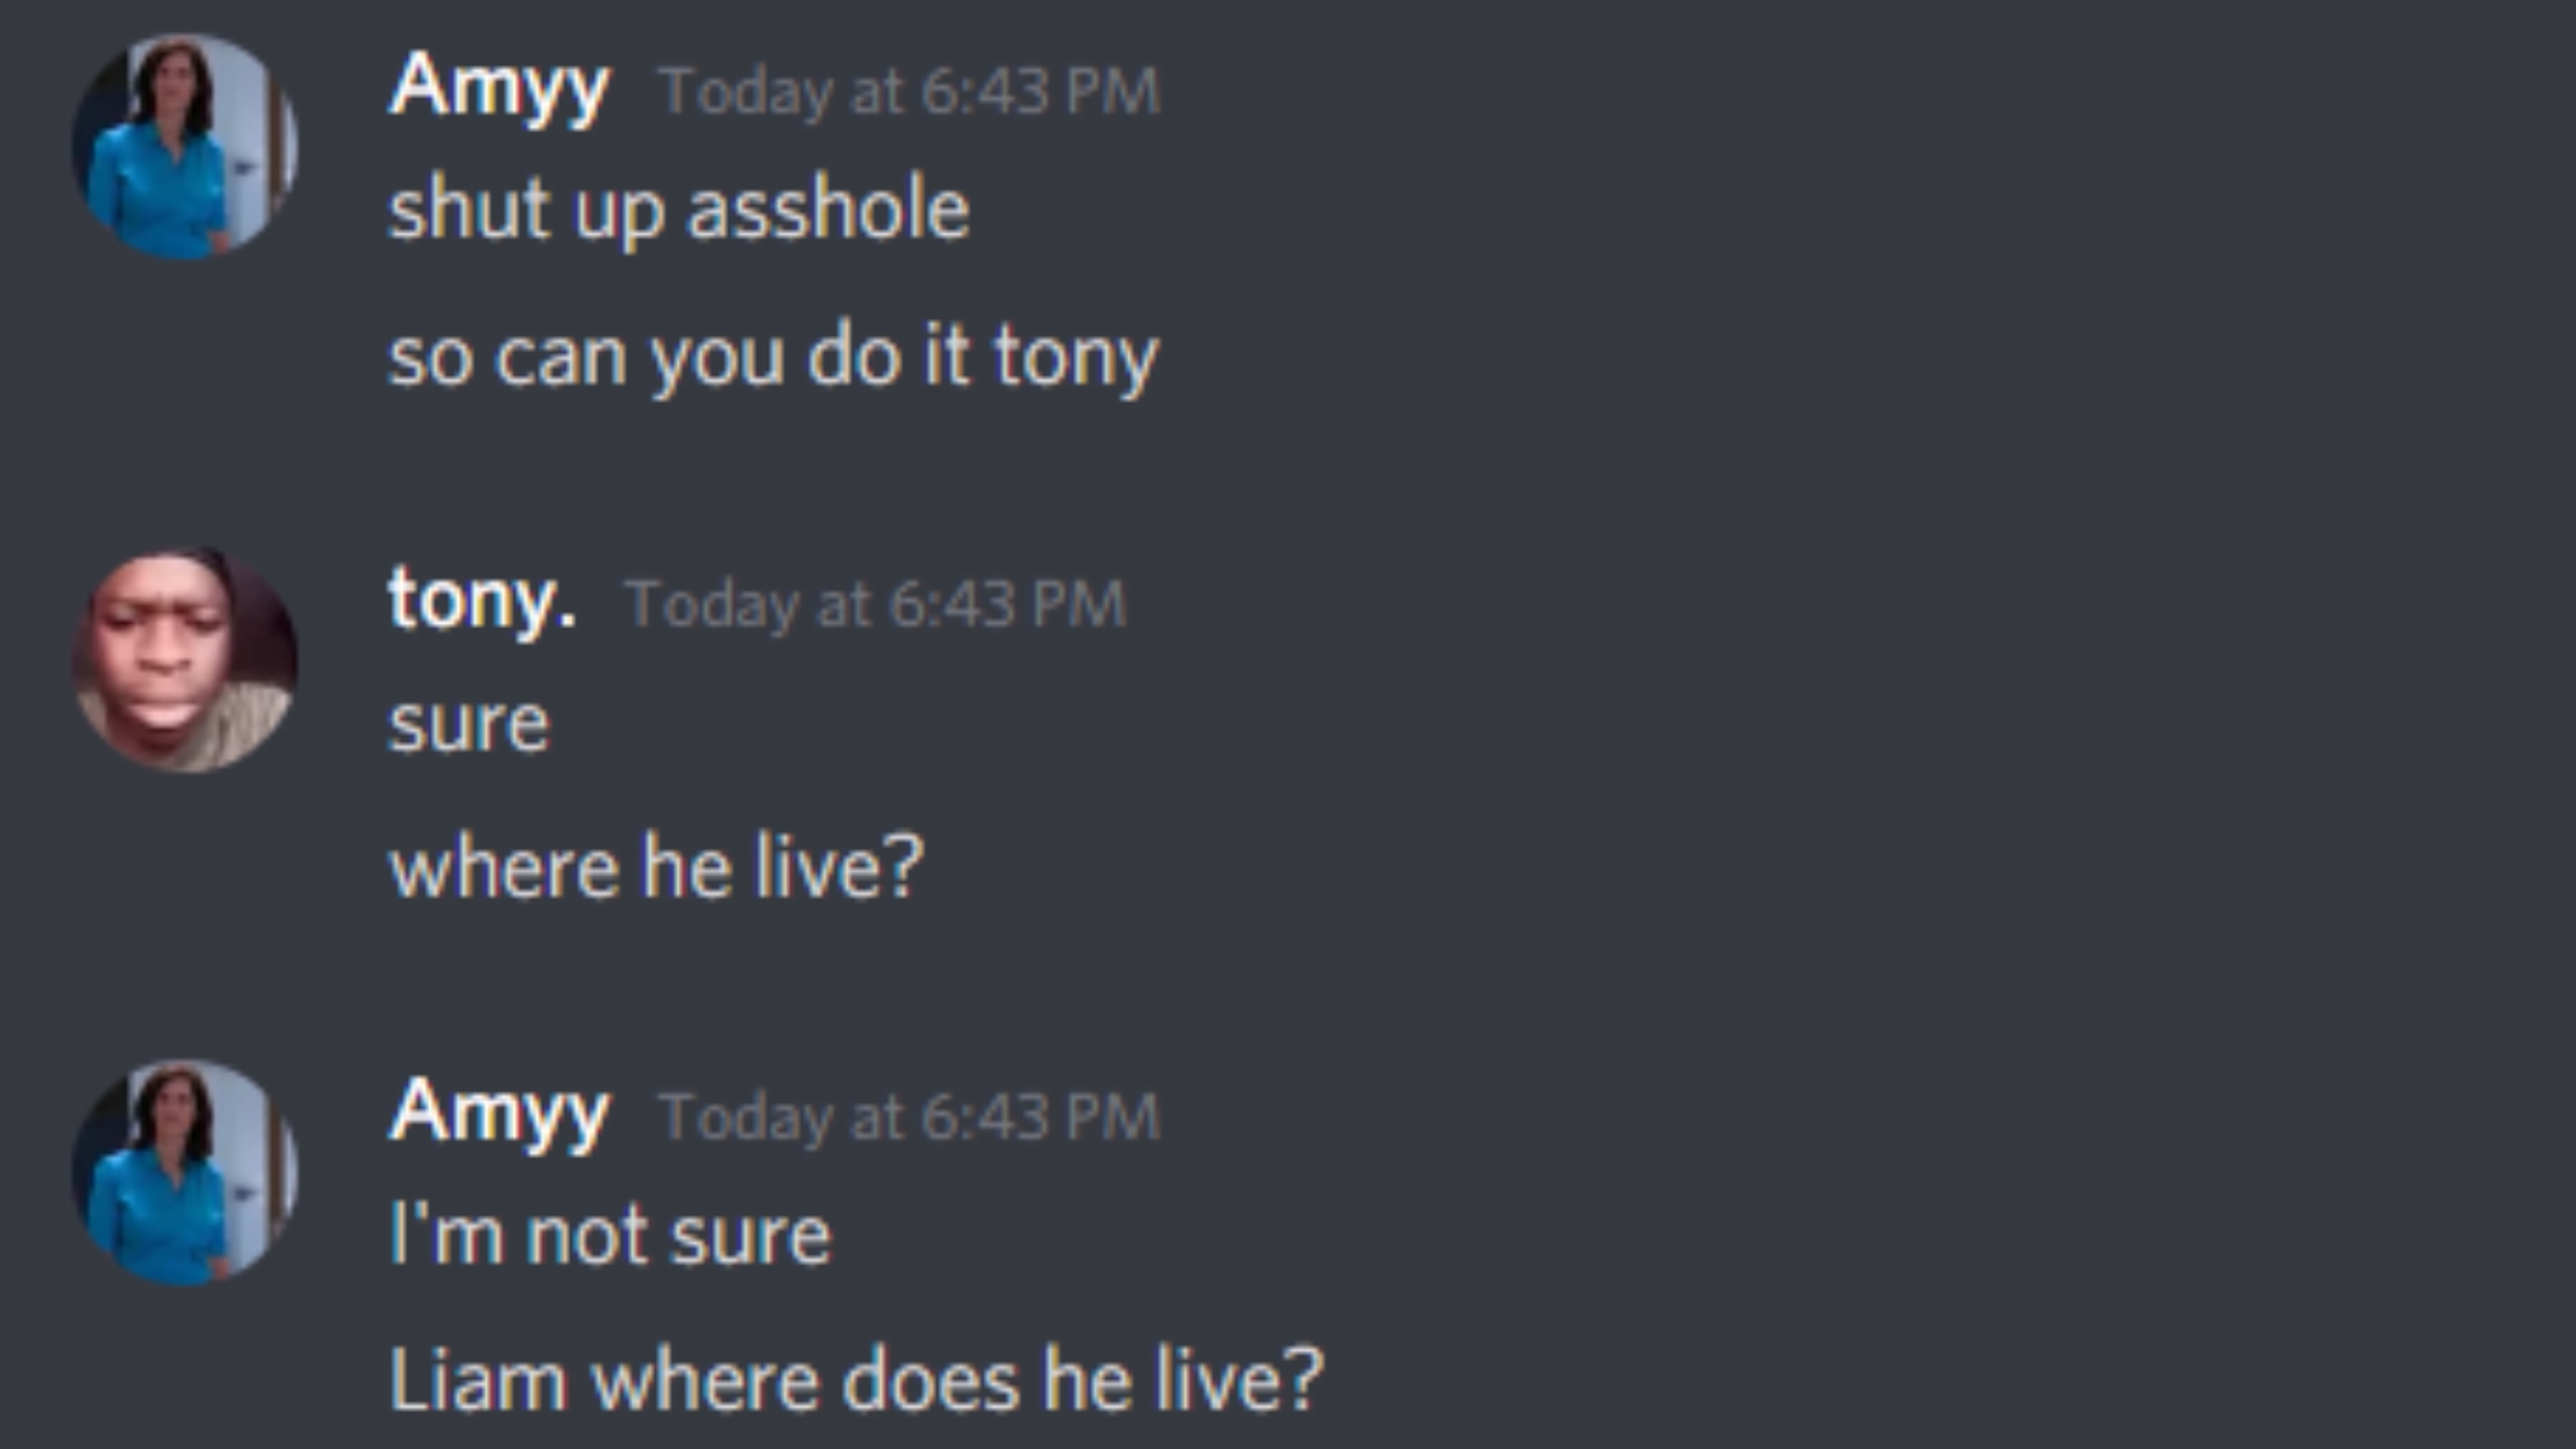 Amyy Today at 6:43 PM
shut up asshole
so can you do it tony
tony. Today at 6:43 PM
sure
where he live?
Amyy Today at 6:43 PM
I'm not sure
Liam where does he live?